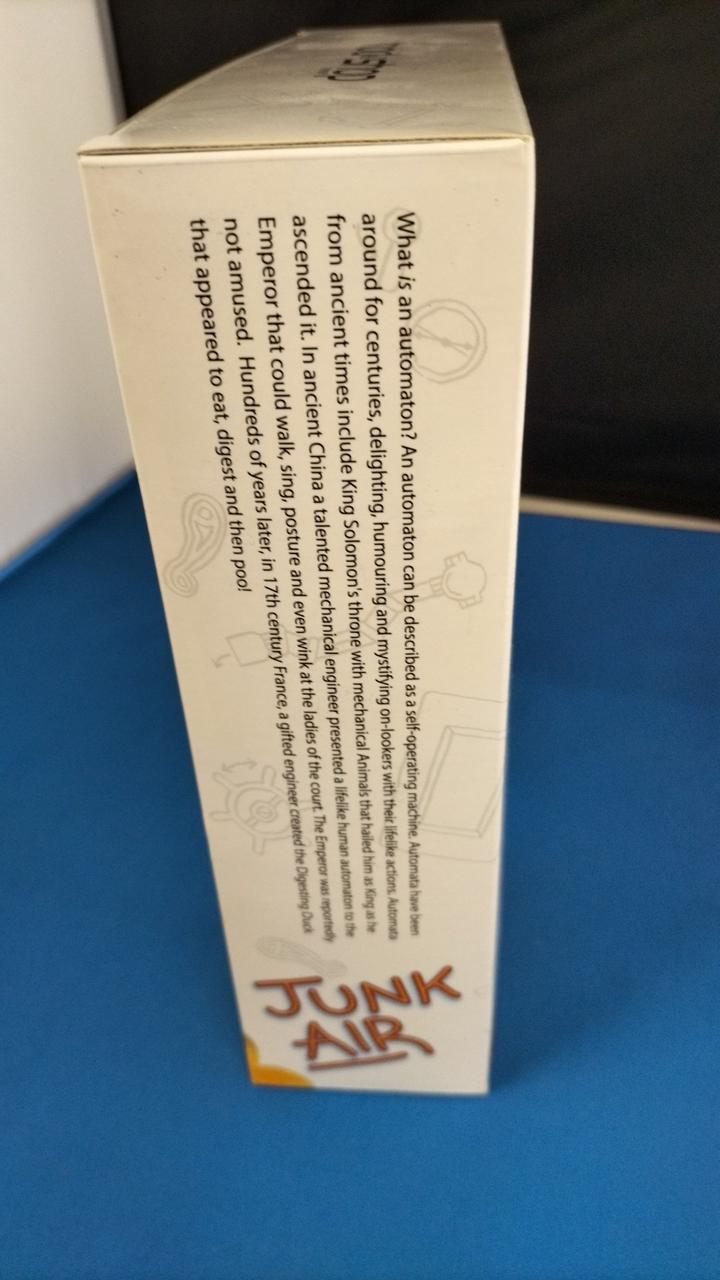 What is an automaton? An automaton can be described as a self-operating machine. Automata have been
around for centuries, delighting, humouring and mystifying on-lookers with their lifelike actions. Automata
from ancient times include King Solomon's throne with mechanical Animals that hailed him as King as he
ascended it. In ancient China a talented mechanical engineer presented a lifelike human automaton to the
Emperor that could walk, sing, posture and even wink at the ladies of the court. The Emperor was reportedly
not amused. Hundreds of years later, in 17th century France, a gifted engineer created the Digesting Duck
that appeared to eat, digest and then poo!
JUNK
AIR